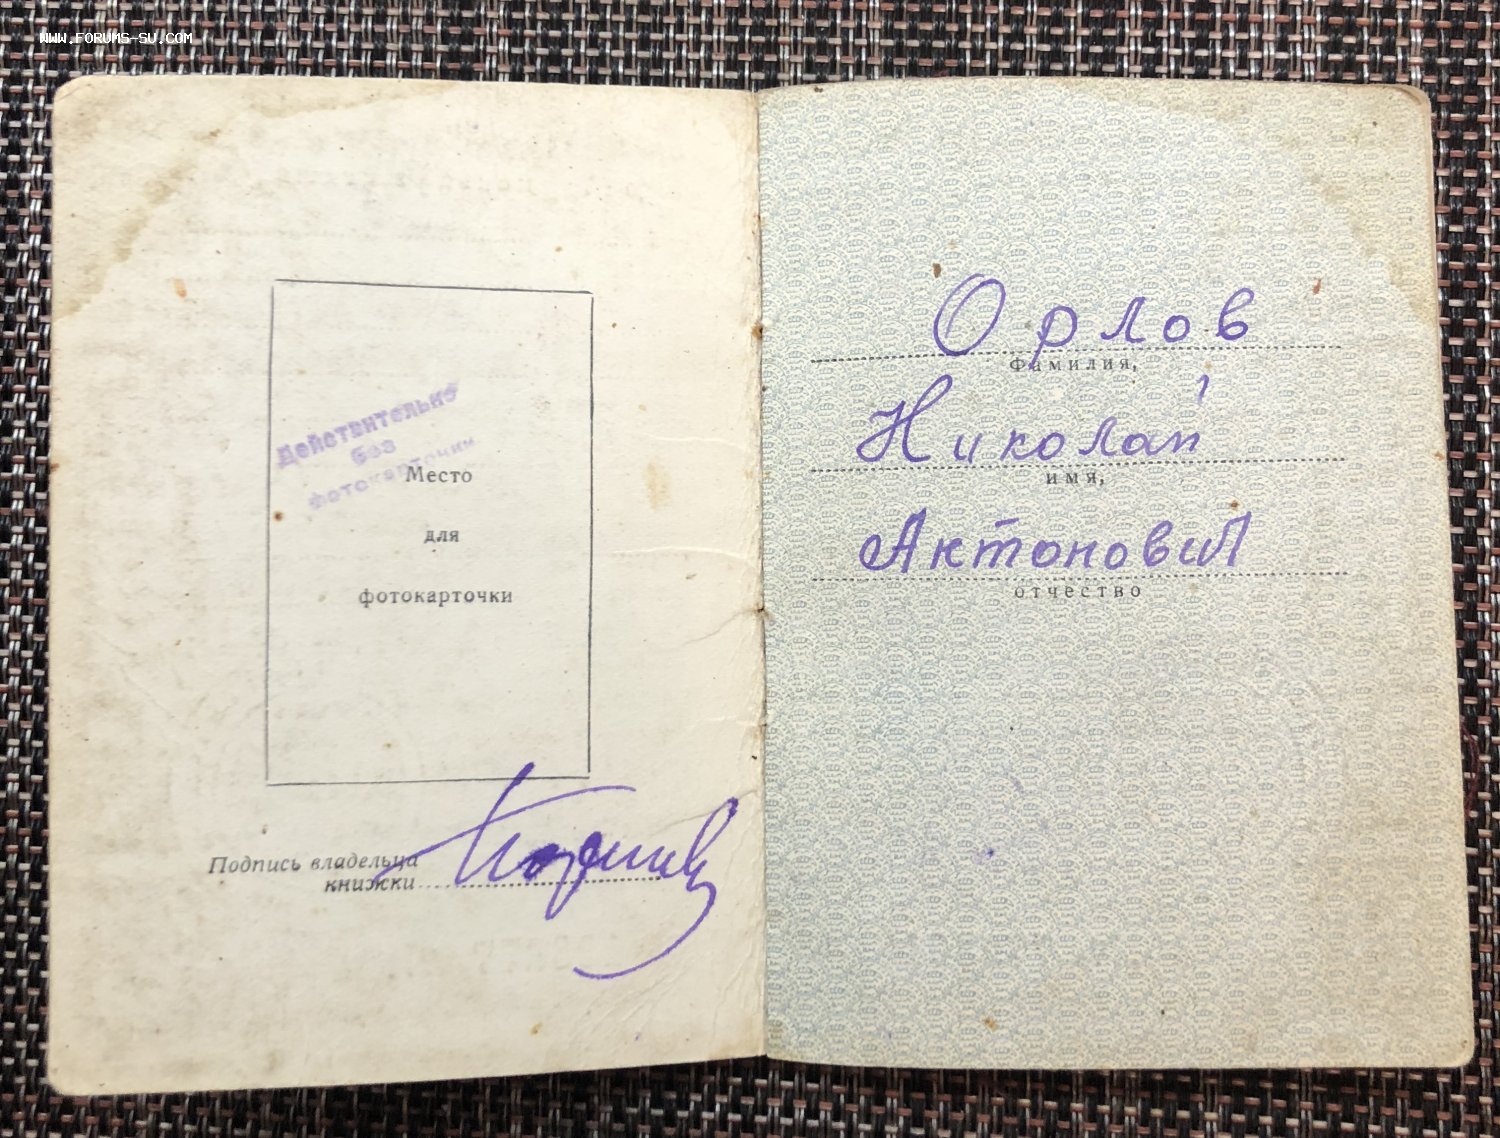 WWW.FORUMS-SU.COM
Действительно
без
фотокарточки
Место
для
фотокарточки
Подпись владельца
книжки
Орлов
фамилия,
Николай
имя,
Актонович
отчество